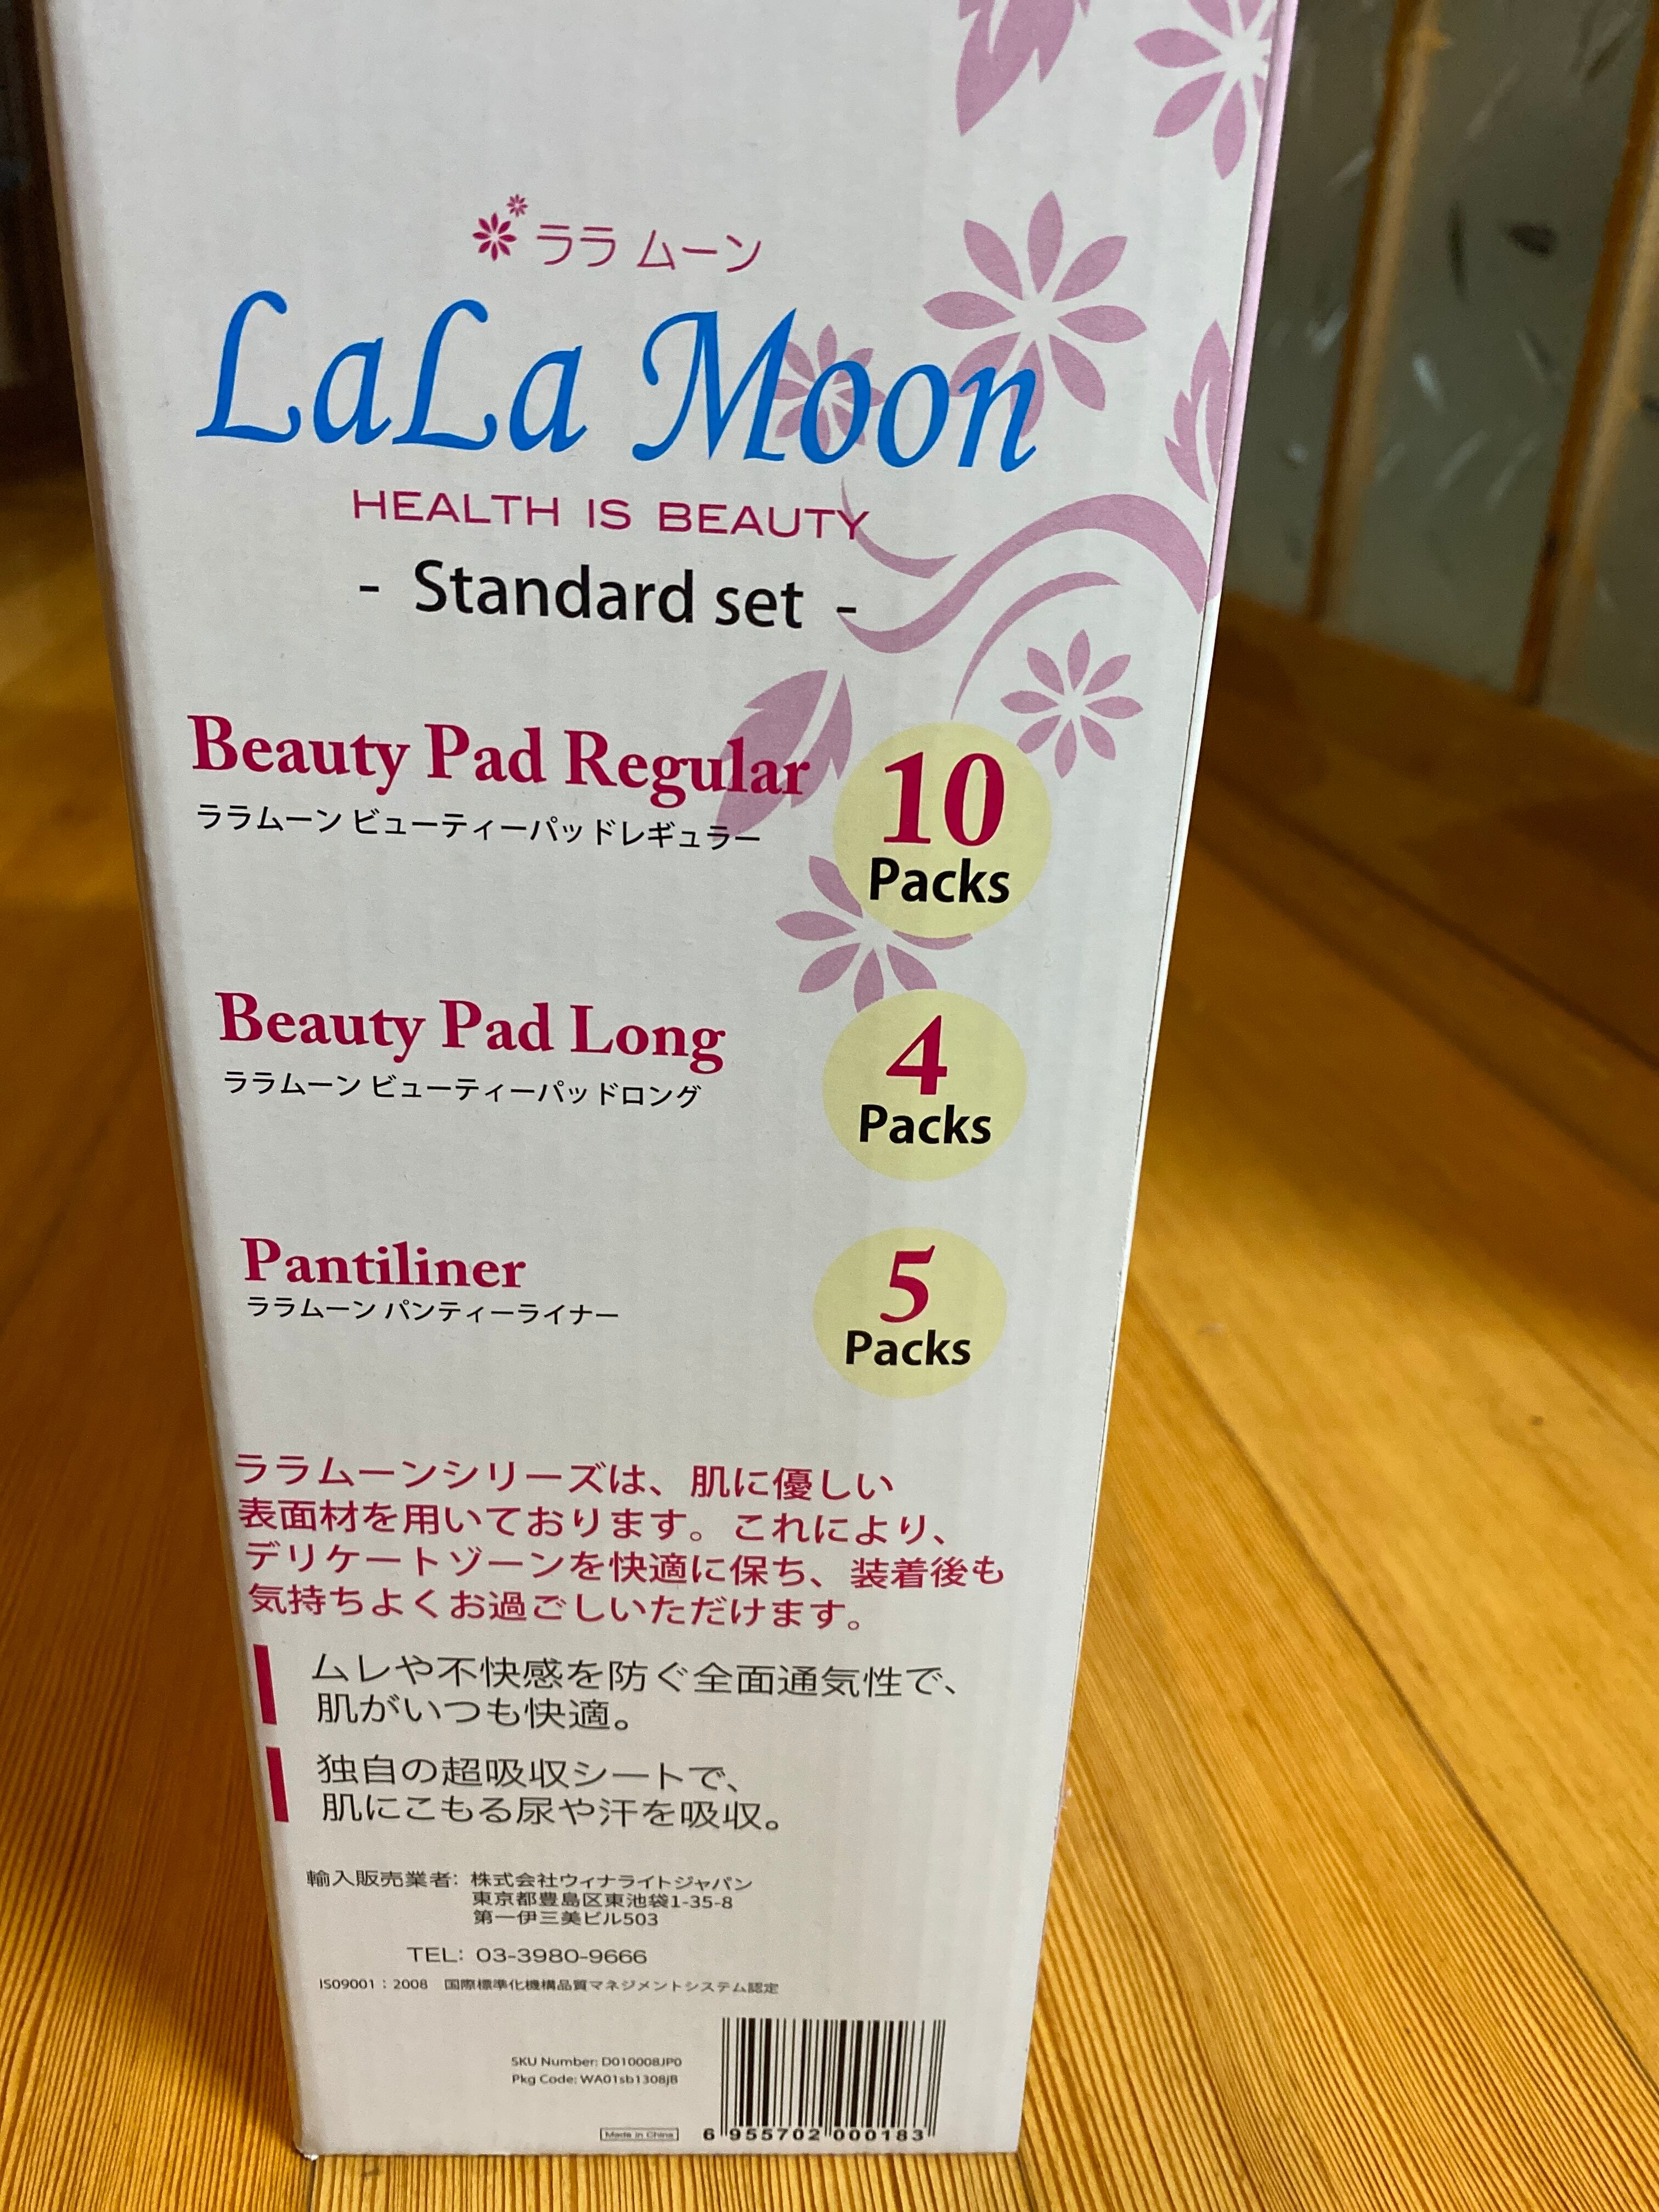 ララ ムーン
LaLa Moon
HEALTH IS BEAUTY
- Standard set -
Beauty Pad Regular
ララムーン ビューティーパッドレギュラー
10
Packs
Beauty Pad Long
ララムーン ビューティーパッドロング
4
Packs
Pantiliner
ララムーン パンティーライナー
5
Packs
ララムーンシリーズは、肌に優しい
表面材を用いております。これにより、
デリケートゾーンを快適に保ち、装着後も
気持ちよくお過ごしいただけます。
ムレや不快感を防ぐ全面通気性で、
肌がいつも快適。
独自の超吸収シートで、
肌にこもる尿や汗を吸収。
輸入販売業者: 株式会社ウィナライトジャパン
東京都豊島区東池袋1-35-8
第一伊三美ビル503
TEL: 03-3980-9666
ISO9001：2008 国際標準化機構品質マネジメントシステム認定
SKU Number: D010008JP0
Pkg Code: WA01sb1308jB
Made in China
6 955702 000183